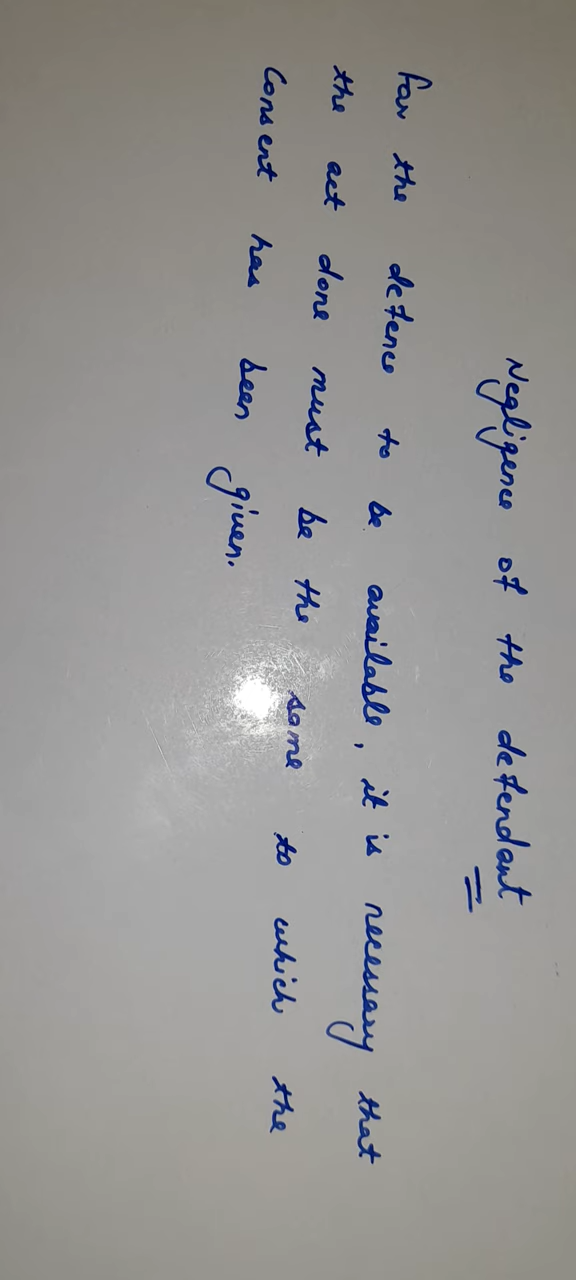 Negligence of the defendant
For the defence to be available, it is necessary that
the act done must be the same to which the
Consent has been given.